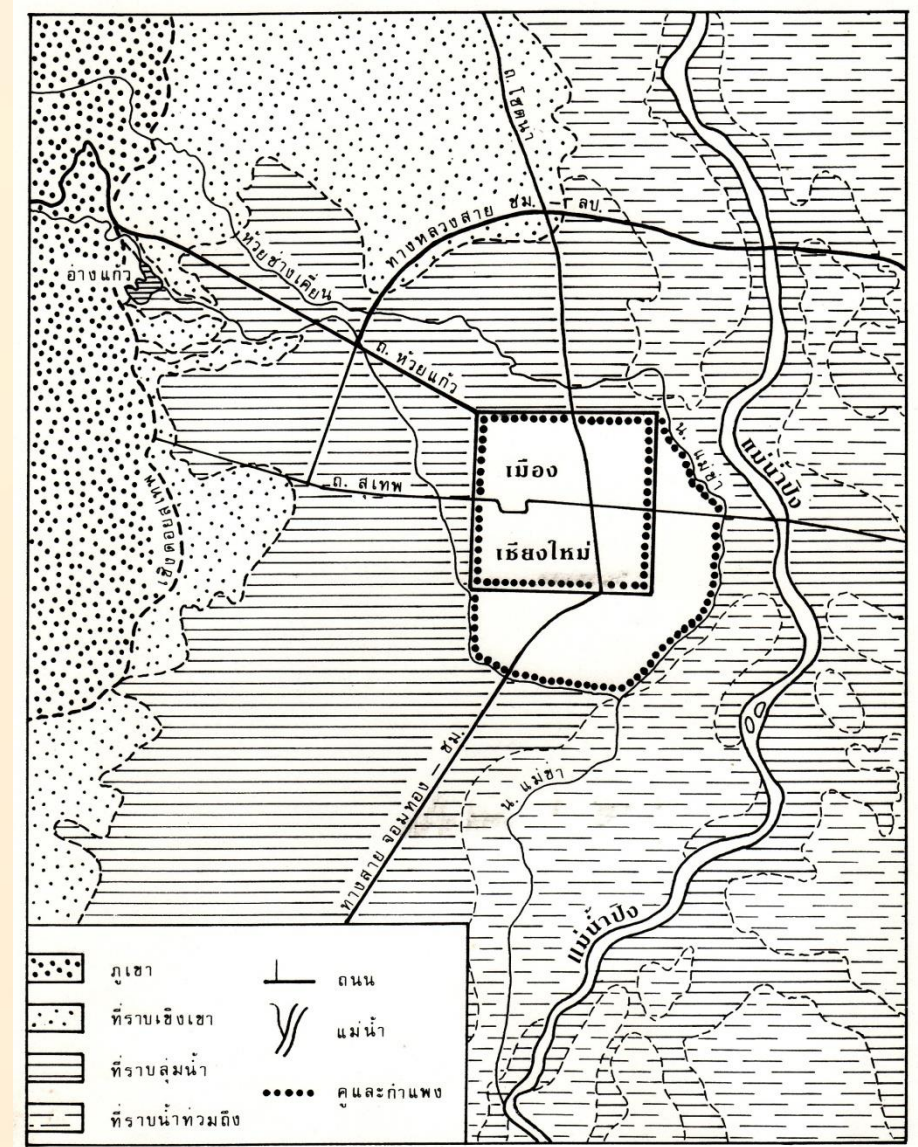 ถ. โชตนา
ทางหลวงสาย ชม. - ลป.
ห้วยช่างเคี่ยน
อ่างแก้ว
ถ. ห้วยแก้ว
น. แม่ข่า
แม่น้ำปิง
เมือง
ถ. สุเทพ
เชียงใหม่
เชิงดอยสุเทพ
น. แม่ข่า
ทางสาย จอมทอง - ชม.
แม่น้ำปิง
ภูเขา
ถนน
ที่ราบเชิงเขา
แม่น้ำ
ที่ราบลุ่มน้ำ
คูและกำแพง
ที่ราบน้ำท่วมถึง